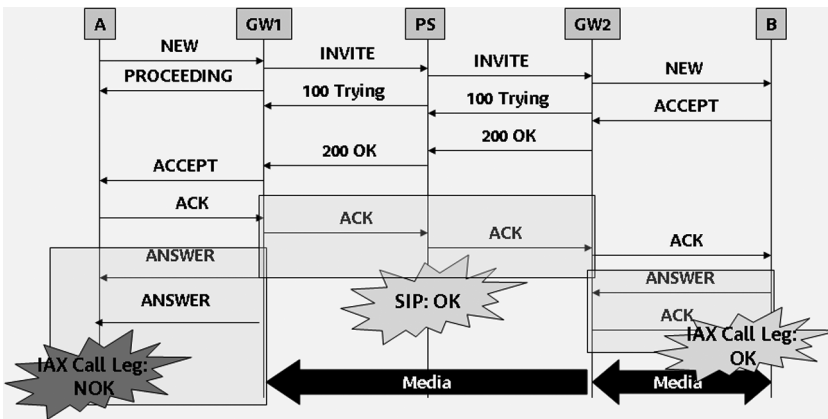 A GW1 PS GW2 B
NEW
INVITE
INVITE
NEW
PROCEEDING
100 Trying
100 Trying
ACCEPT
200 OK
200 OK
ACCEPT
ACK
ACK
ACK
ACK
ANSWER
ANSWER
ANSWER
ACK
SIP: OK
IAX Call Leg:
OK
IAX Call Leg:
NOK
Media
Media